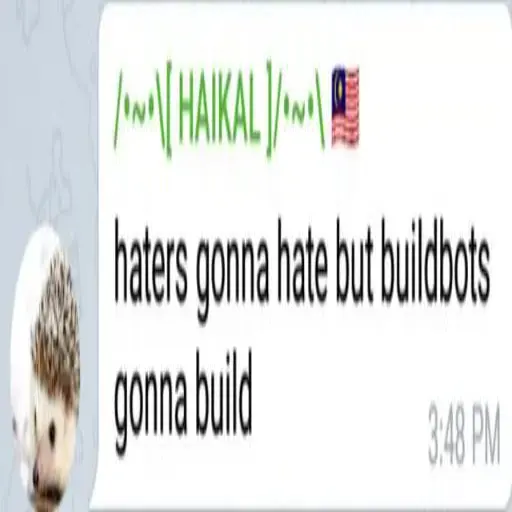 /•~•\[ HAIKAL ]/•~•\ 🇲🇾
haters gonna hate but buildbots
gonna build
3:48 PM